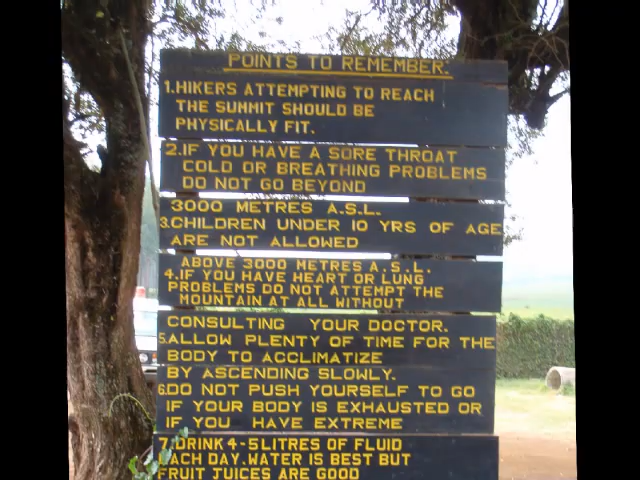 POINTS TO REMEMBER.
1.HIKERS ATTEMPTING TO REACH
THE SUMMIT SHOULD BE
PHYSICALLY FIT.
2.IF YOU HAVE A SORE THROAT
COLD OR BREATHING PROBLEMS
DO NOT GO BEYOND
3000 METRES A.S.L.
3.CHILDREN UNDER 10 YRS OF AGE
ARE NOT ALLOWED
ABOVE 3000 METRES A.S.L.
4.IF YOU HAVE HEART OR LUNG
PROBLEMS DO NOT ATTEMPT THE
MOUNTAIN AT ALL WITHOUT
CONSULTING YOUR DOCTOR.
5.ALLOW PLENTY OF TIME FOR THE
BODY TO ACCLIMATIZE
BY ASCENDING SLOWLY.
6.DO NOT PUSH YOURSELF TO GO
IF YOUR BODY IS EXHAUSTED OR
IF YOU HAVE EXTREME
7.DRINK 4-5 LITRES OF FLUID
EACH DAY.WATER IS BEST BUT
FRUIT JUICES ARE GOOD